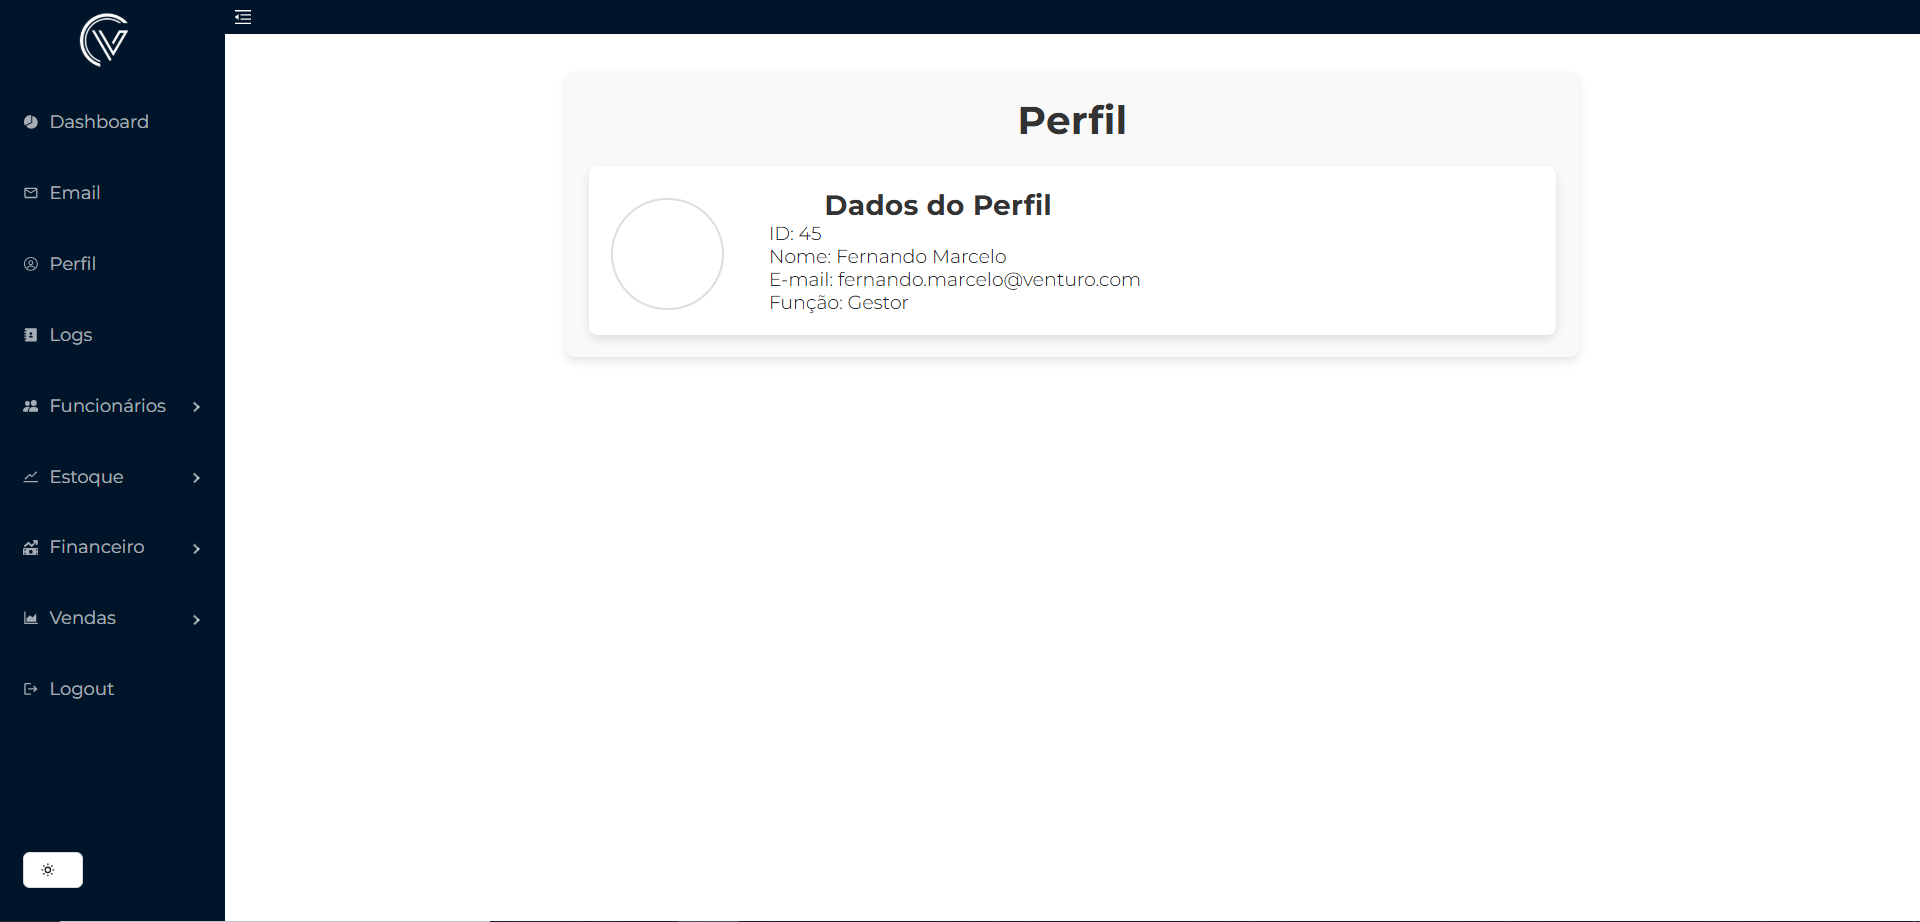 Dashboard
Email
Perfil
Logs
Funcionários
Estoque
Financeiro
Vendas
Logout
Perfil
Dados do Perfil
ID: 45
Nome: Fernando Marcelo
E-mail: fernando.marcelo@venturo.com
Função: Gestor